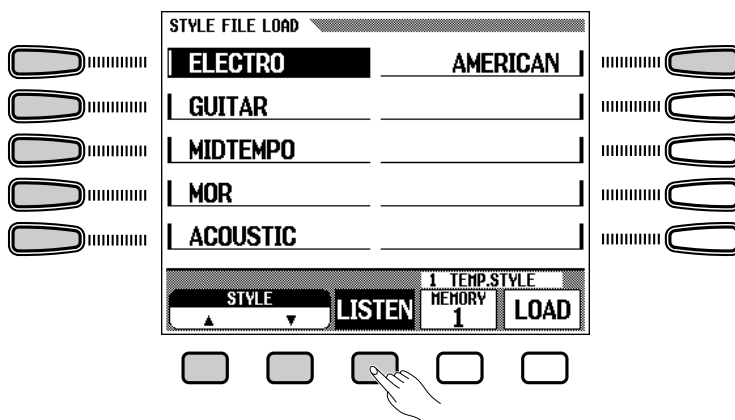 STYLE FILE LOAD
ELECTRO AMERICAN
GUITAR
MIDTEMPO
MOR
ACOUSTIC
1 TEMP.STYLE
STYLE LISTEN MEMORY LOAD
▲ ▼ 1